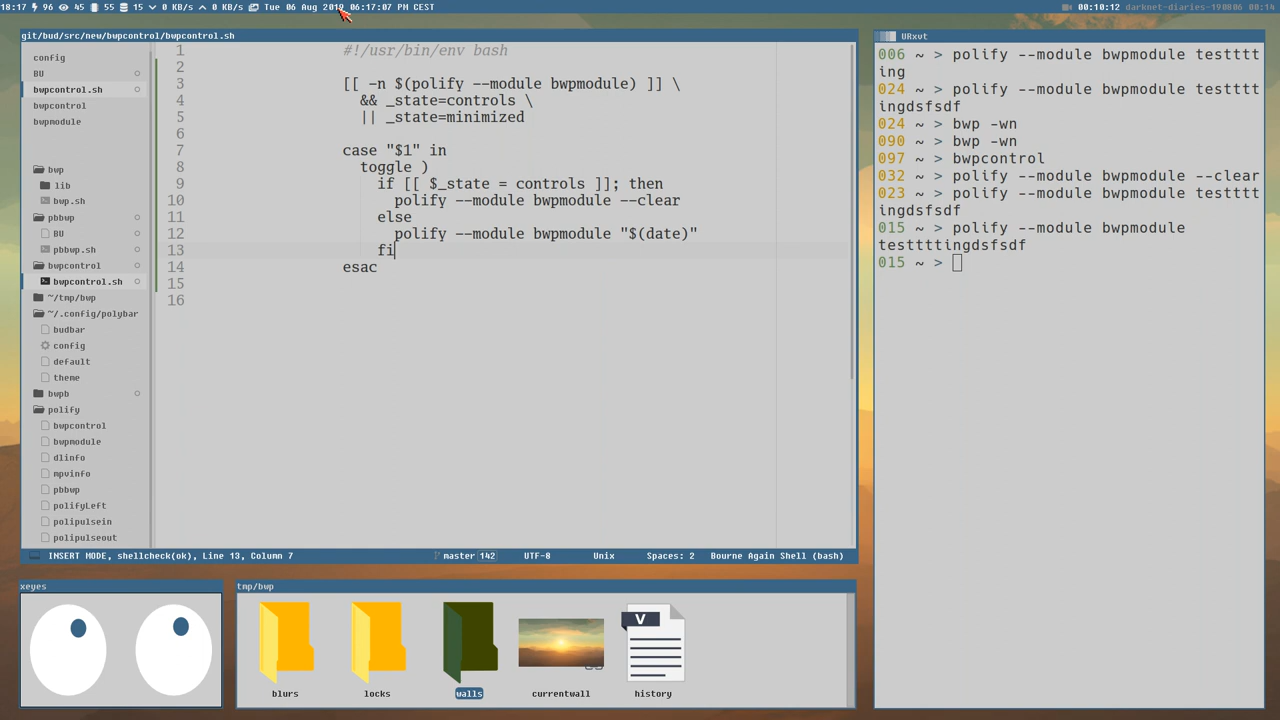 18:17 96 45 55 15 0 KB/s 0 KB/s Tue 06 Aug 2019 06:17:07 PM CEST
00:10:12 darknet-diaries-190806 00:14
git/bud/src/new/bwpcontrol/bwpcontrol.sh
config
BU
bwpcontrol.sh
bwpcontrol
bwpmodule
bwp
lib
bwp.sh
pbbwp
BU
pbbwp.sh
bwpcontrol
bwpcontrol.sh
~/tmp/bwp
~/.config/polybar
budbar
config
default
theme
bwpb
polify
bwpcontrol
bwpmodule
dlinfo
mpvinfo
pbbwp
polifyLeft
polipulsein
polipulseout
1 #!/usr/bin/env bash
2
3 [[ -n $(polify --module bwpmodule) ]] \
4 && _state=controls \
5 || _state=minimized
6
7 case "$1" in
8 toggle )
9 if [[ $_state = controls ]]; then
10 polify --module bwpmodule --clear
11 else
12 polify --module bwpmodule "$(date)"
13 fi
14 esac
15
16
INSERT MODE, shellcheck(ok), Line 13, Column 7 master 142 UTF-8 Unix Spaces: 2 Bourne Again Shell (bash)
URxvt
006 ~ > polify --module bwpmodule testttt
ing
024 ~ > polify --module bwpmodule testttt
ingdsfsdf
024 ~ > bwp -wn
090 ~ > bwp -wn
097 ~ > bwpcontrol
032 ~ > polify --module bwpmodule --clear
023 ~ > polify --module bwpmodule testttt
ingdsfsdf
015 ~ > polify --module bwpmodule
testtttingdsfsdf
015 ~ >
xeyes
tmp/bwp
V
blurs locks walls currentwall history